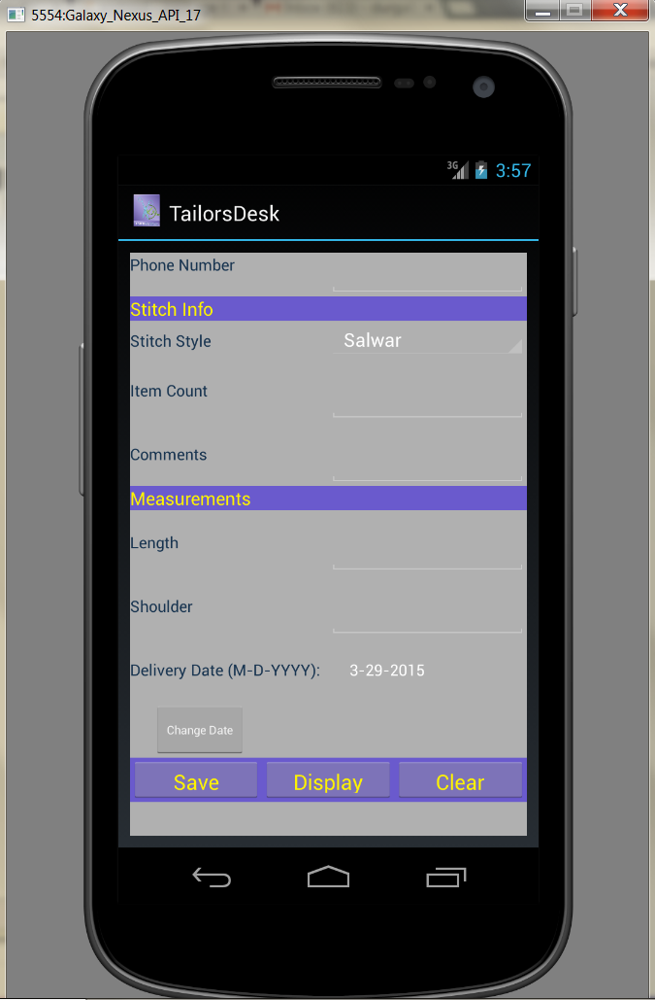 5554:Galaxy_Nexus_API_17
3G 3:57
TailorsDesk
Phone Number
Stitch Info
Stitch Style Salwar
Item Count
Comments
Measurements
Length
Shoulder
Delivery Date (M-D-YYYY): 3-29-2015
Change Date
Save Display Clear